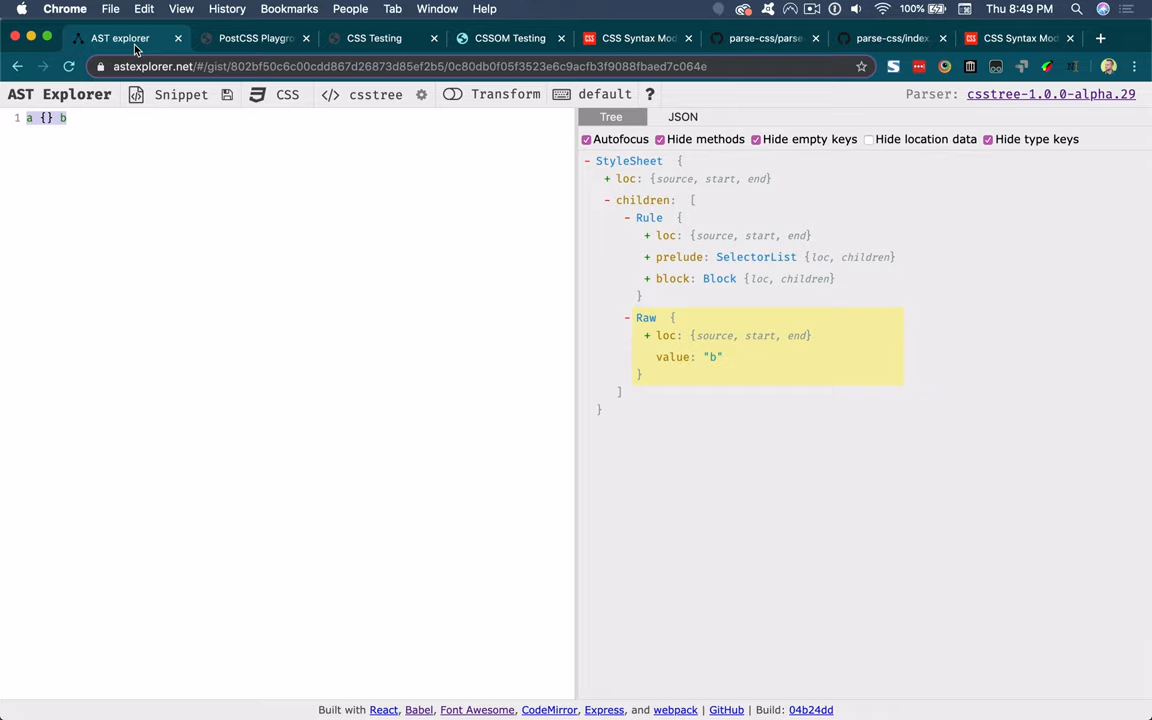 Chrome File Edit View History Bookmarks People Tab Window Help 100% Thu 8:49 PM
AST explorer PostCSS Playgro CSS Testing CSSOM Testing CSS Syntax Mod parse-css/parse- parse-css/index. CSS Syntax Mod
astexplorer.net/#/gist/802bf50c6c00cdd867d26873d85ef2b5/0c80db0f05f3523e6c9acfb3f9088fbaed7c064e
AST Explorer Snippet CSS </> csstree Transform default ? Parser: csstree-1.0.0-alpha.29
1 a {} b
Tree JSON
Autofocus Hide methods Hide empty keys Hide location data Hide type keys
- StyleSheet {
+ loc: {source, start, end}
- children: [
- Rule {
+ loc: {source, start, end}
+ prelude: SelectorList {loc, children}
+ block: Block {loc, children}
}
- Raw {
+ loc: {source, start, end}
value: "b"
}
]
}
Built with React, Babel, Font Awesome, CodeMirror, Express, and webpack | GitHub | Build: 04b24dd